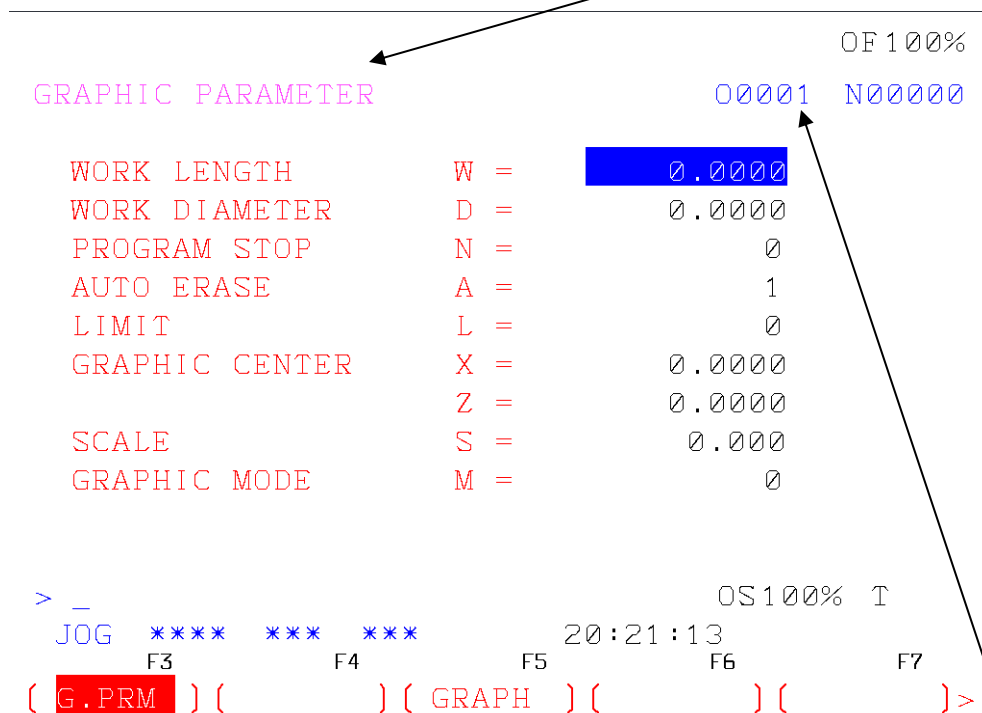 OF100%
GRAPHIC PARAMETER O0001 N00000
WORK LENGTH W = 0.0000
WORK DIAMETER D = 0.0000
PROGRAM STOP N = 0
AUTO ERASE A = 1
LIMIT L = 0
GRAPHIC CENTER X = 0.0000
Z = 0.0000
SCALE S = 0.000
GRAPHIC MODE M = 0
> _ OS100% T
JOG **** *** *** 20:21:13
F3 F4 F5 F6 F7
( G.PRM ) ( ) ( GRAPH ) ( ) ( ) >